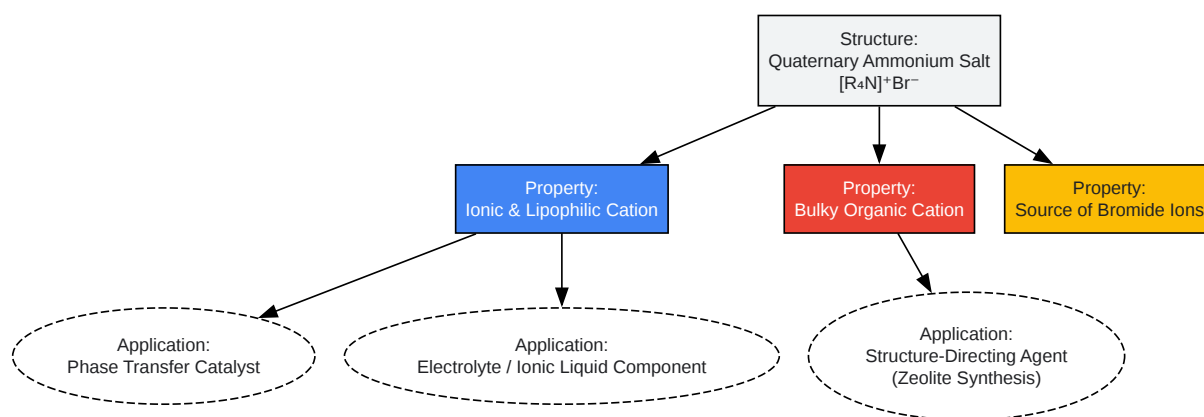 Structure:
Quaternary Ammonium Salt
[R₄N]⁺Br⁻
Property:
Ionic & Lipophilic Cation
Property:
Bulky Organic Cation
Property:
Source of Bromide Ions
Application:
Phase Transfer Catalyst
Application:
Electrolyte / Ionic Liquid Component
Application:
Structure-Directing Agent
(Zeolite Synthesis)